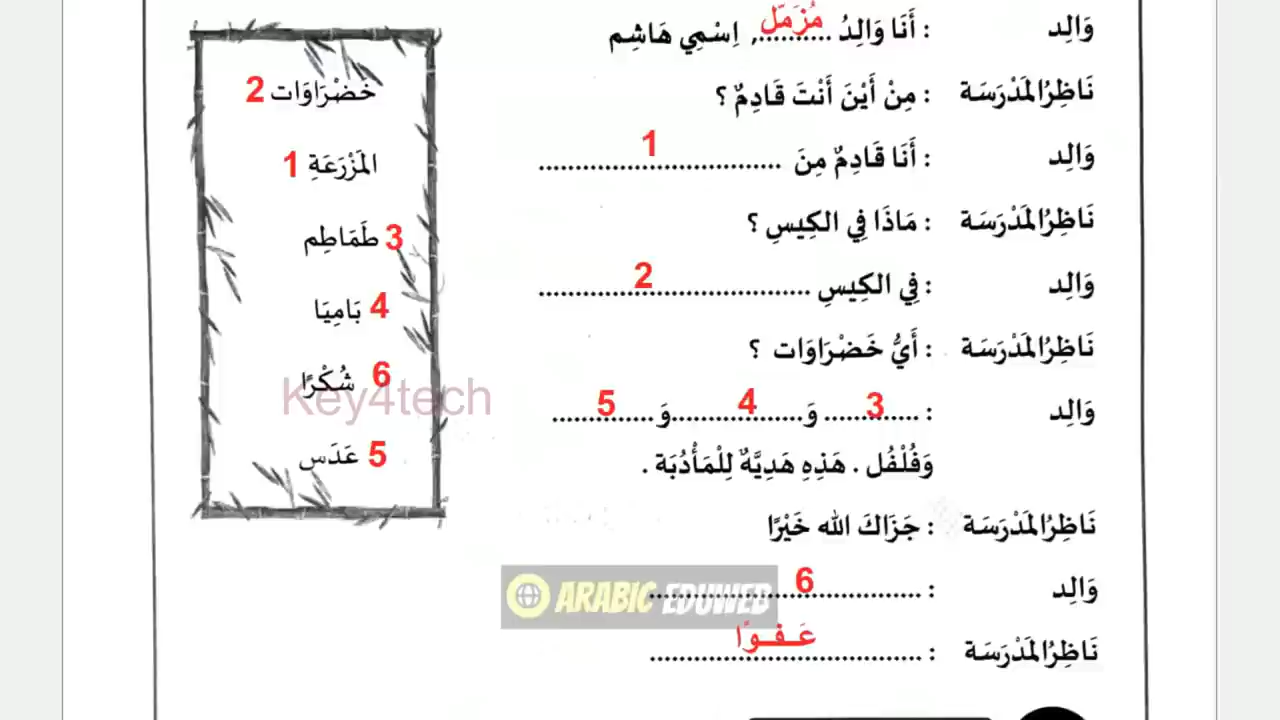 وَالِد : أَنَا وَالِدُ ..مُزَمِّل.., اِسْمِي هَاشِم
نَاظِرُ المَدْرَسَة : مِنْ أَيْنَ أَنْتَ قَادِمٌ ؟
وَالِد : أَنَا قَادِمٌ مِنَ ..1..
نَاظِرُ المَدْرَسَة : مَاذَا فِي الكِيسِ ؟
وَالِد : فِي الكِيسِ ..2..
نَاظِرُ المَدْرَسَة : أَيُّ خَضْرَاوَات ؟
وَالِد : ..3.. وَ ..4.. وَ ..5..
وَفُلْفُل . هَذِهِ هَدِيَّةٌ لِلْمَأْدُبَة .
نَاظِرُ المَدْرَسَة : جَزَاكَ الله خَيْرًا
وَالِد : ..6..
نَاظِرُ المَدْرَسَة : ..عَفْوًا..
خَضْرَاوَات 2
المَزْرَعَةِ 1
3 طَمَاطِم
4 بَامِيَا
6 شُكْرًا
5 عَدَس
Key4tech
ARABIC EDUWEB